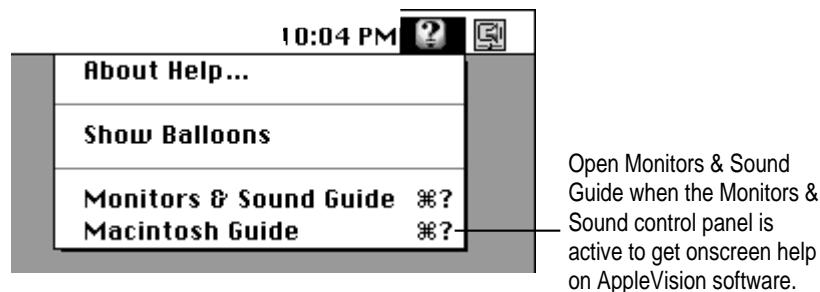 10:04 PM
About Help...
Show Balloons
Monitors & Sound Guide ⌘?
Macintosh Guide ⌘?
Open Monitors & Sound
Guide when the Monitors &
Sound control panel is
active to get onscreen help
on AppleVision software.